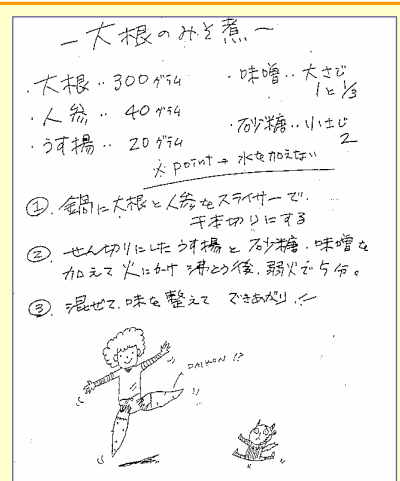 －大根のみそ煮～
・大根‥300グラム
・人参‥40グラム
・うす揚‥20グラム
・味噌‥大さじ
1と1/3
・砂糖‥小さじ
2
※point→水を加えない
①.鍋に大根と人参をスライサーで、
千本切りにする
②.せん切りにしたうす揚と砂糖、味噌を
加えて火にかけ沸とう後、弱火で5分。
③.混ぜて、味を整えて できあがり、
DAIKON !?